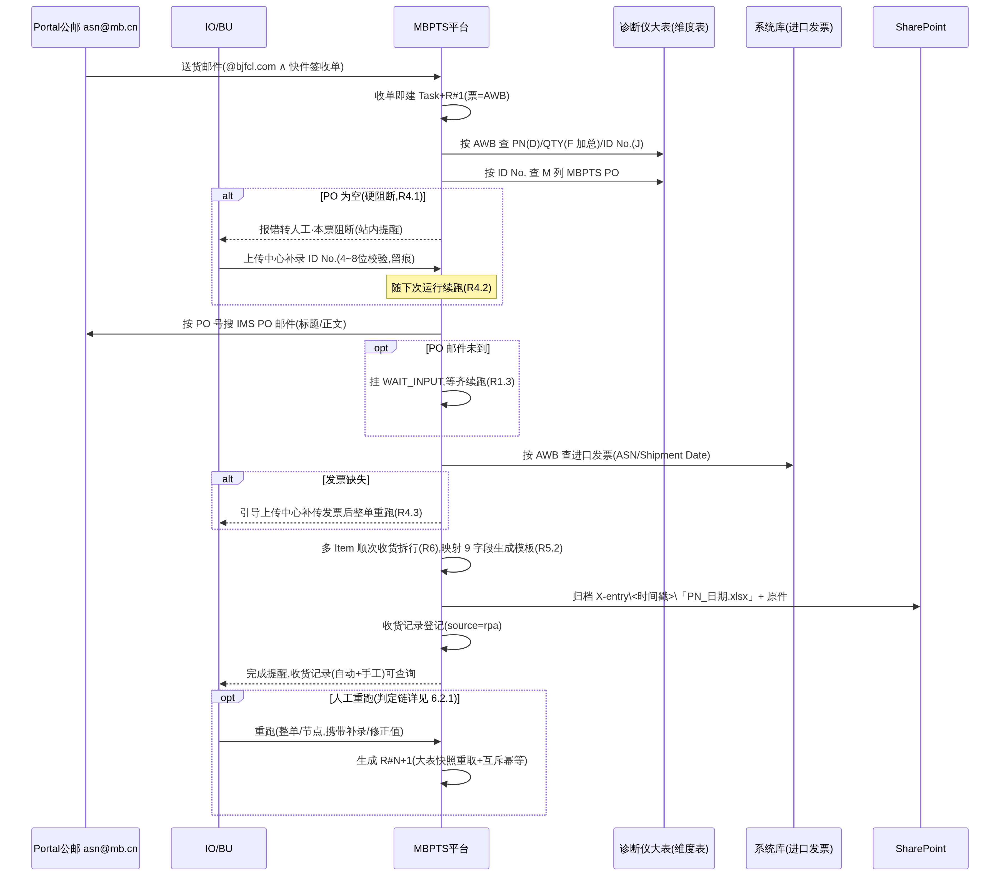 Portal公邮 asn@mb.cn
IO/BU
MBPTS平台
诊断仪大表(维度表)
系统库(进口发票)
SharePoint
送货邮件(@bjfcl.com ∧ 快件签收单)
收单即建 Task+R#1(票=AWB)
按 AWB 查 PN(D)/QTY(F 加总)/ID No.(J)
按 ID No. 查 M 列 MBPTS PO
alt
[PO 为空(硬阻断,R4.1)]
报错转人工·本票阻断(站内提醒)
上传中心补录 ID No.(4~8位校验,留痕)
随下次运行续跑(R4.2)
按 PO 号搜 IMS PO 邮件(标题/正文)
opt
[PO 邮件未到]
挂 WAIT_INPUT,等齐续跑(R1.3)
按 AWB 查进口发票(ASN/Shipment Date)
alt
[发票缺失]
引导上传中心补传发票后整单重跑(R4.3)
多 Item 顺次收货拆行(R6),映射 9 字段生成模板(R5.2)
归档 X-entry\<时间戳>\「PN_日期.xlsx」+ 原件
收货记录登记(source=rpa)
完成提醒,收货记录(自动+手工)可查询
opt
[人工重跑(判定链详见 6.2.1)]
重跑(整单/节点,携带补录/修正值)
生成 R#N+1(大表快照重取+互斥幂等)
Portal公邮 asn@mb.cn
IO/BU
MBPTS平台
诊断仪大表(维度表)
系统库(进口发票)
SharePoint